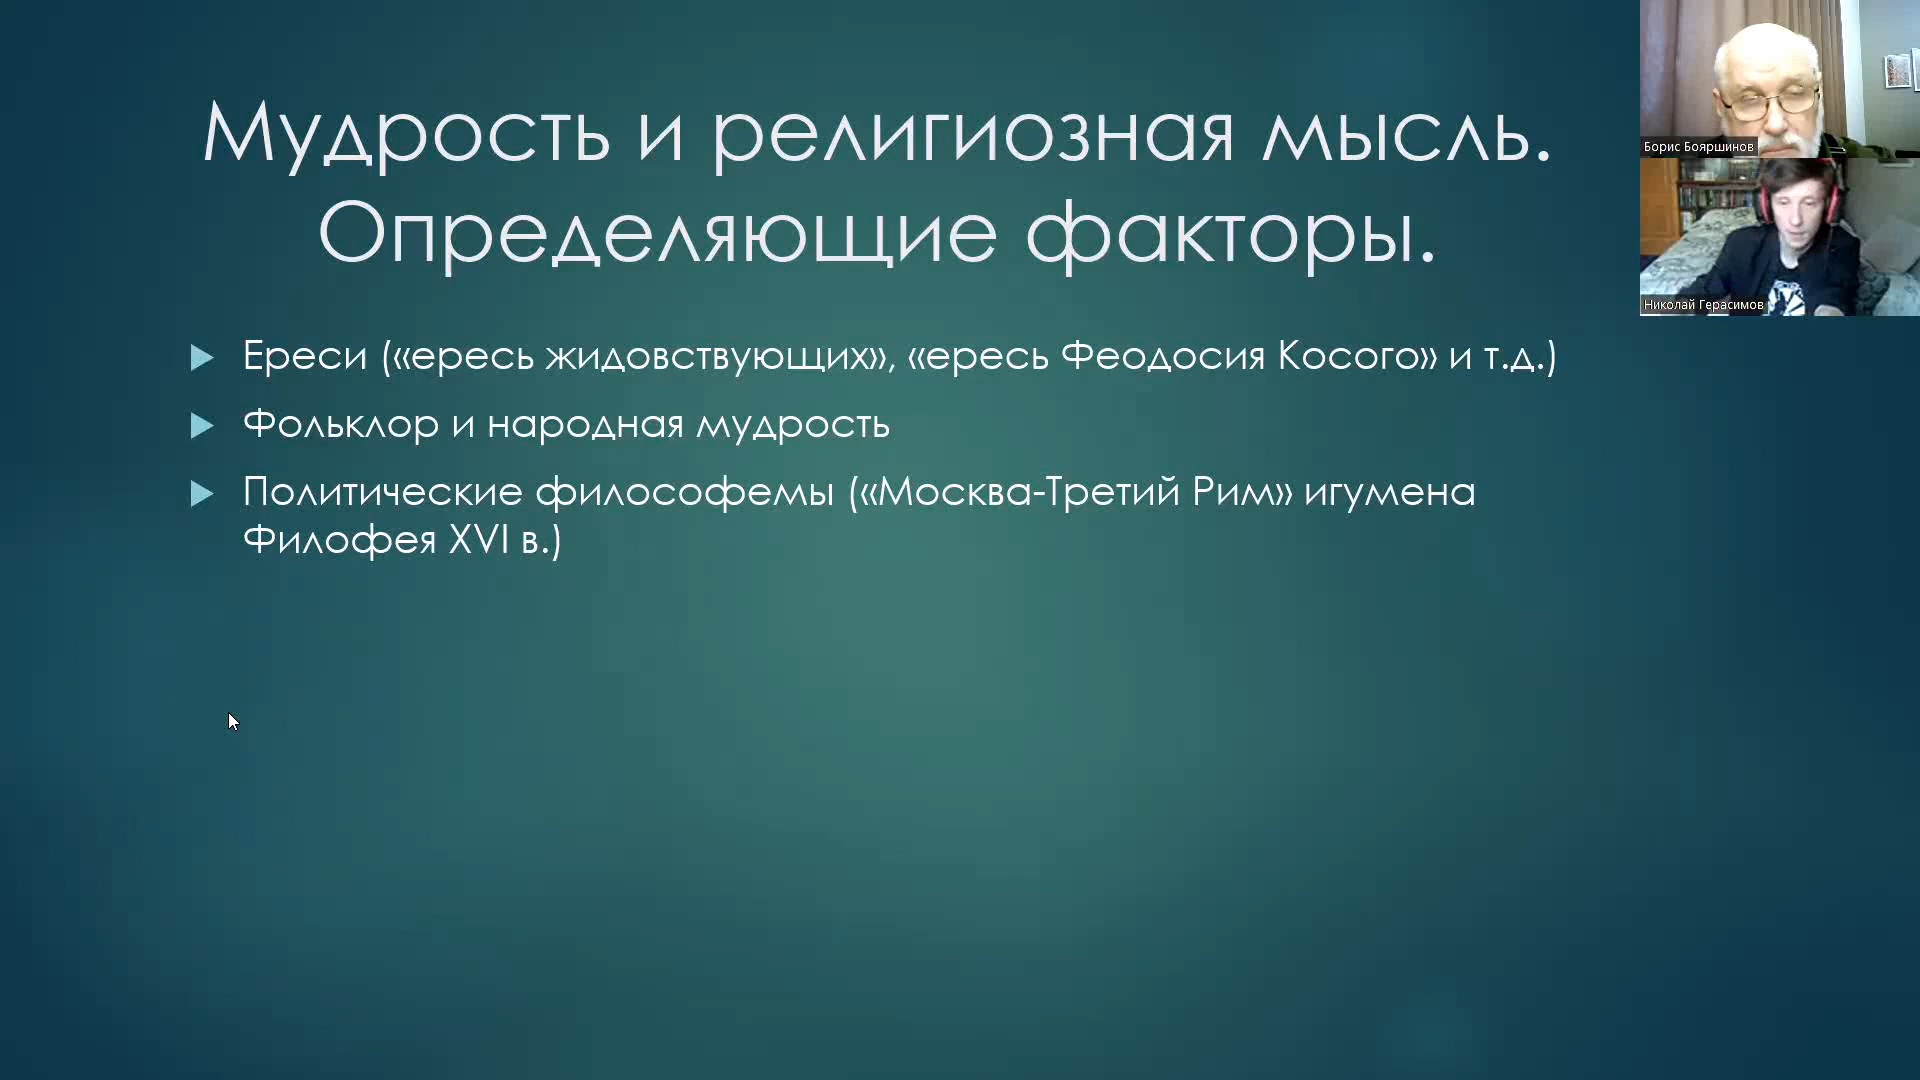 Мудрость и религиозная мысль.
Определяющие факторы.
Ереси («ересь жидовствующих», «ересь Феодосия Косого» и т.д.)
Фольклор и народная мудрость
Политические философемы («Москва-Третий Рим» игумена
Филофея XVI в.)
Борис Бояршинов
Николай Герасимов